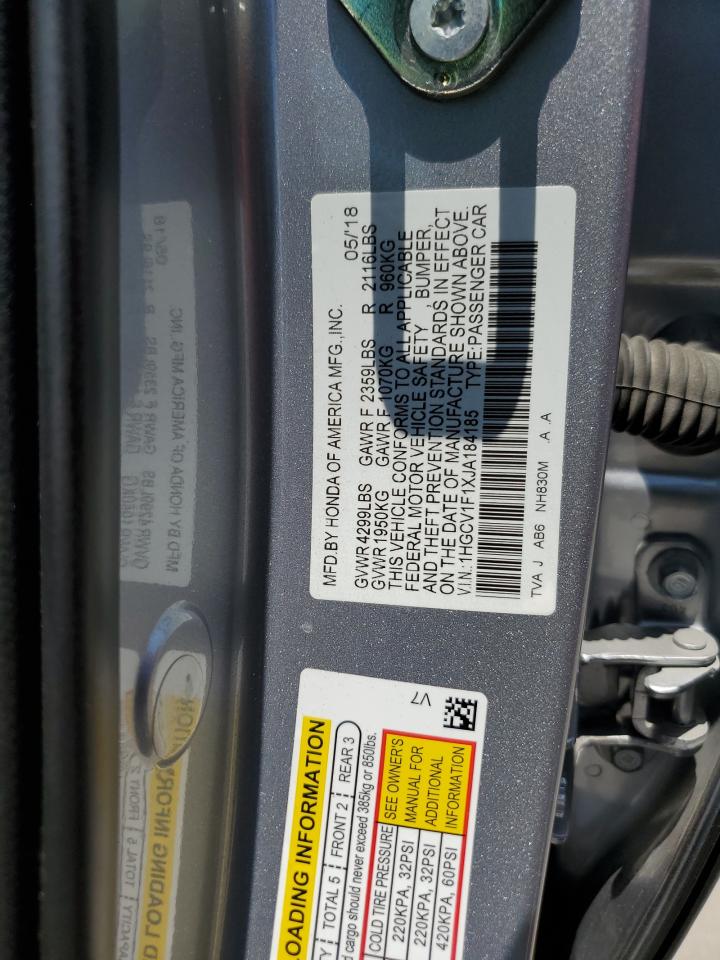 MFD.BY HONDA OF AMERICA MFG.,INC. 05/'18
GVWR4299LBS GAWR F 2359LBS R 2116LBS
GVWR1950KG GAWR F 1070KG R 960KG
THIS VEHICLE CONFORMS TO ALL APPLICABLE
FEDERAL MOTOR VEHICLE SAFETY , BUMPER,
AND THEFT PREVENTION STANDARDS IN EFFECT
ON THE DATE OF MANUFACTURE SHOWN ABOVE.
V.I.N.:1HGCV1F1XJA184185 TYPE:PASSENGER CAR
TVA J AB6 NH830M .A .A
V7
LOADING INFORMATION
TOTAL 5 FRONT 2 REAR 3
cargo should never exceed 385kg or 850lbs.
COLD TIRE PRESSURE SEE OWNER'S
220KPA, 32PSI MANUAL FOR
220KPA, 32PSI ADDITIONAL
420KPA, 60PSI INFORMATION